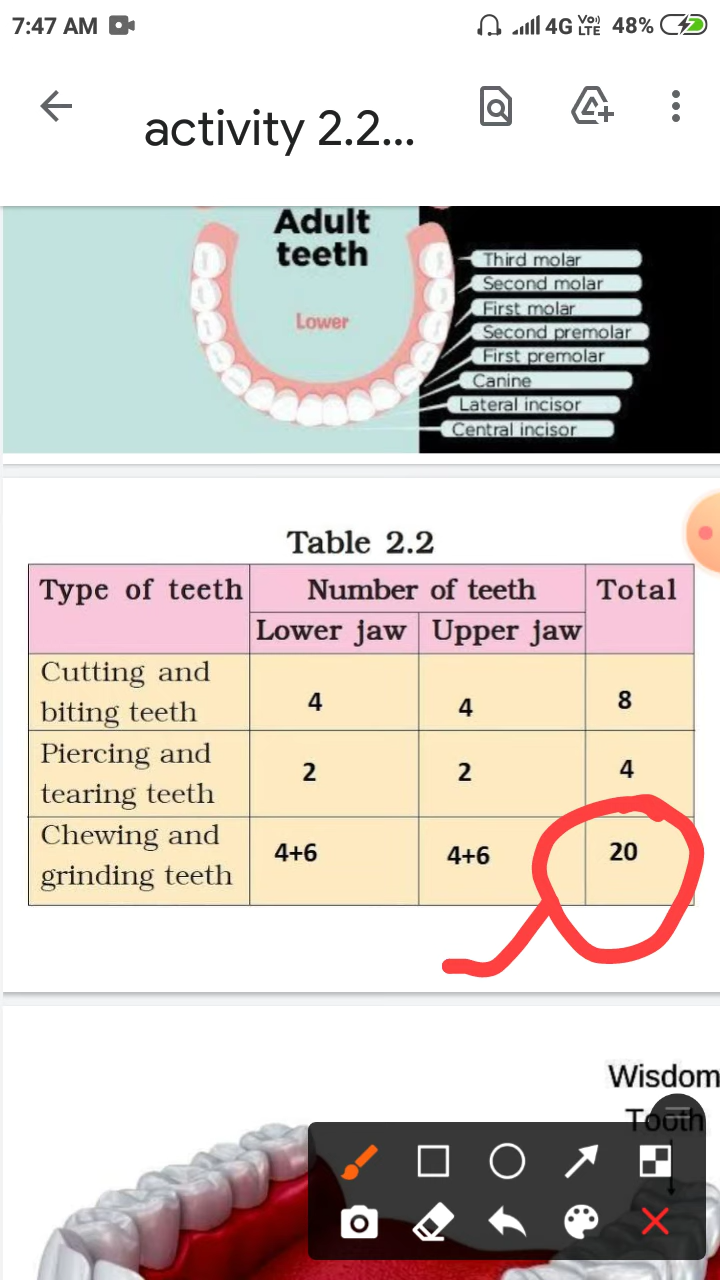 7:47 AM
4G Vo)) LTE 48%
activity 2.2...
Adult
teeth
Lower
Third molar
Second molar
First molar
Second premolar
First premolar
Canine
Lateral incisor
Central incisor
Table 2.2
Type of teeth Number of teeth Total
Lower jaw Upper jaw
Cutting and
biting teeth 4 4 8
Piercing and
tearing teeth 2 2 4
Chewing and
grinding teeth 4+6 4+6 20
Wisdom
Tooth